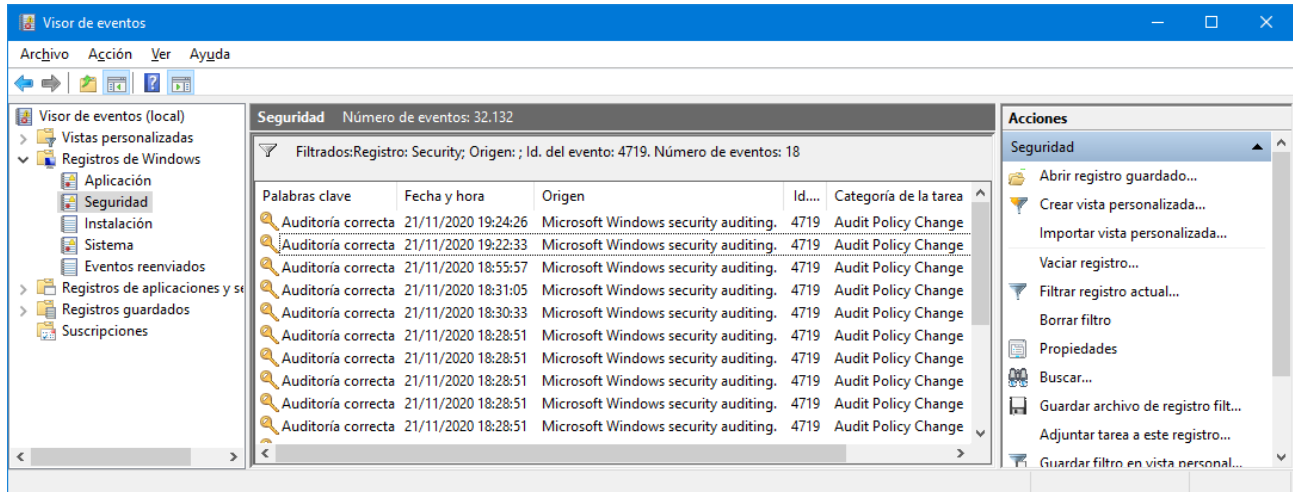 Visor de eventos
Archivo Acción Ver Ayuda
Visor de eventos (local)
Vistas personalizadas
Registros de Windows
Aplicación
Seguridad
Instalación
Sistema
Eventos reenviados
Registros de aplicaciones y se
Registros guardados
Suscripciones
Seguridad Número de eventos: 32.132
Filtrados:Registro: Security; Origen: ; Id. del evento: 4719. Número de eventos: 18
Palabras clave Fecha y hora Origen Id.... Categoría de la tarea
Auditoría correcta 21/11/2020 19:24:26 Microsoft Windows security auditing. 4719 Audit Policy Change
Auditoría correcta 21/11/2020 19:22:33 Microsoft Windows security auditing. 4719 Audit Policy Change
Auditoría correcta 21/11/2020 18:55:57 Microsoft Windows security auditing. 4719 Audit Policy Change
Auditoría correcta 21/11/2020 18:31:05 Microsoft Windows security auditing. 4719 Audit Policy Change
Auditoría correcta 21/11/2020 18:30:33 Microsoft Windows security auditing. 4719 Audit Policy Change
Auditoría correcta 21/11/2020 18:28:51 Microsoft Windows security auditing. 4719 Audit Policy Change
Auditoría correcta 21/11/2020 18:28:51 Microsoft Windows security auditing. 4719 Audit Policy Change
Auditoría correcta 21/11/2020 18:28:51 Microsoft Windows security auditing. 4719 Audit Policy Change
Auditoría correcta 21/11/2020 18:28:51 Microsoft Windows security auditing. 4719 Audit Policy Change
Auditoría correcta 21/11/2020 18:28:51 Microsoft Windows security auditing. 4719 Audit Policy Change
Acciones
Seguridad
Abrir registro guardado...
Crear vista personalizada...
Importar vista personalizada...
Vaciar registro...
Filtrar registro actual...
Borrar filtro
Propiedades
Buscar...
Guardar archivo de registro filt...
Adjuntar tarea a este registro...
Guardar filtro en vista personal...